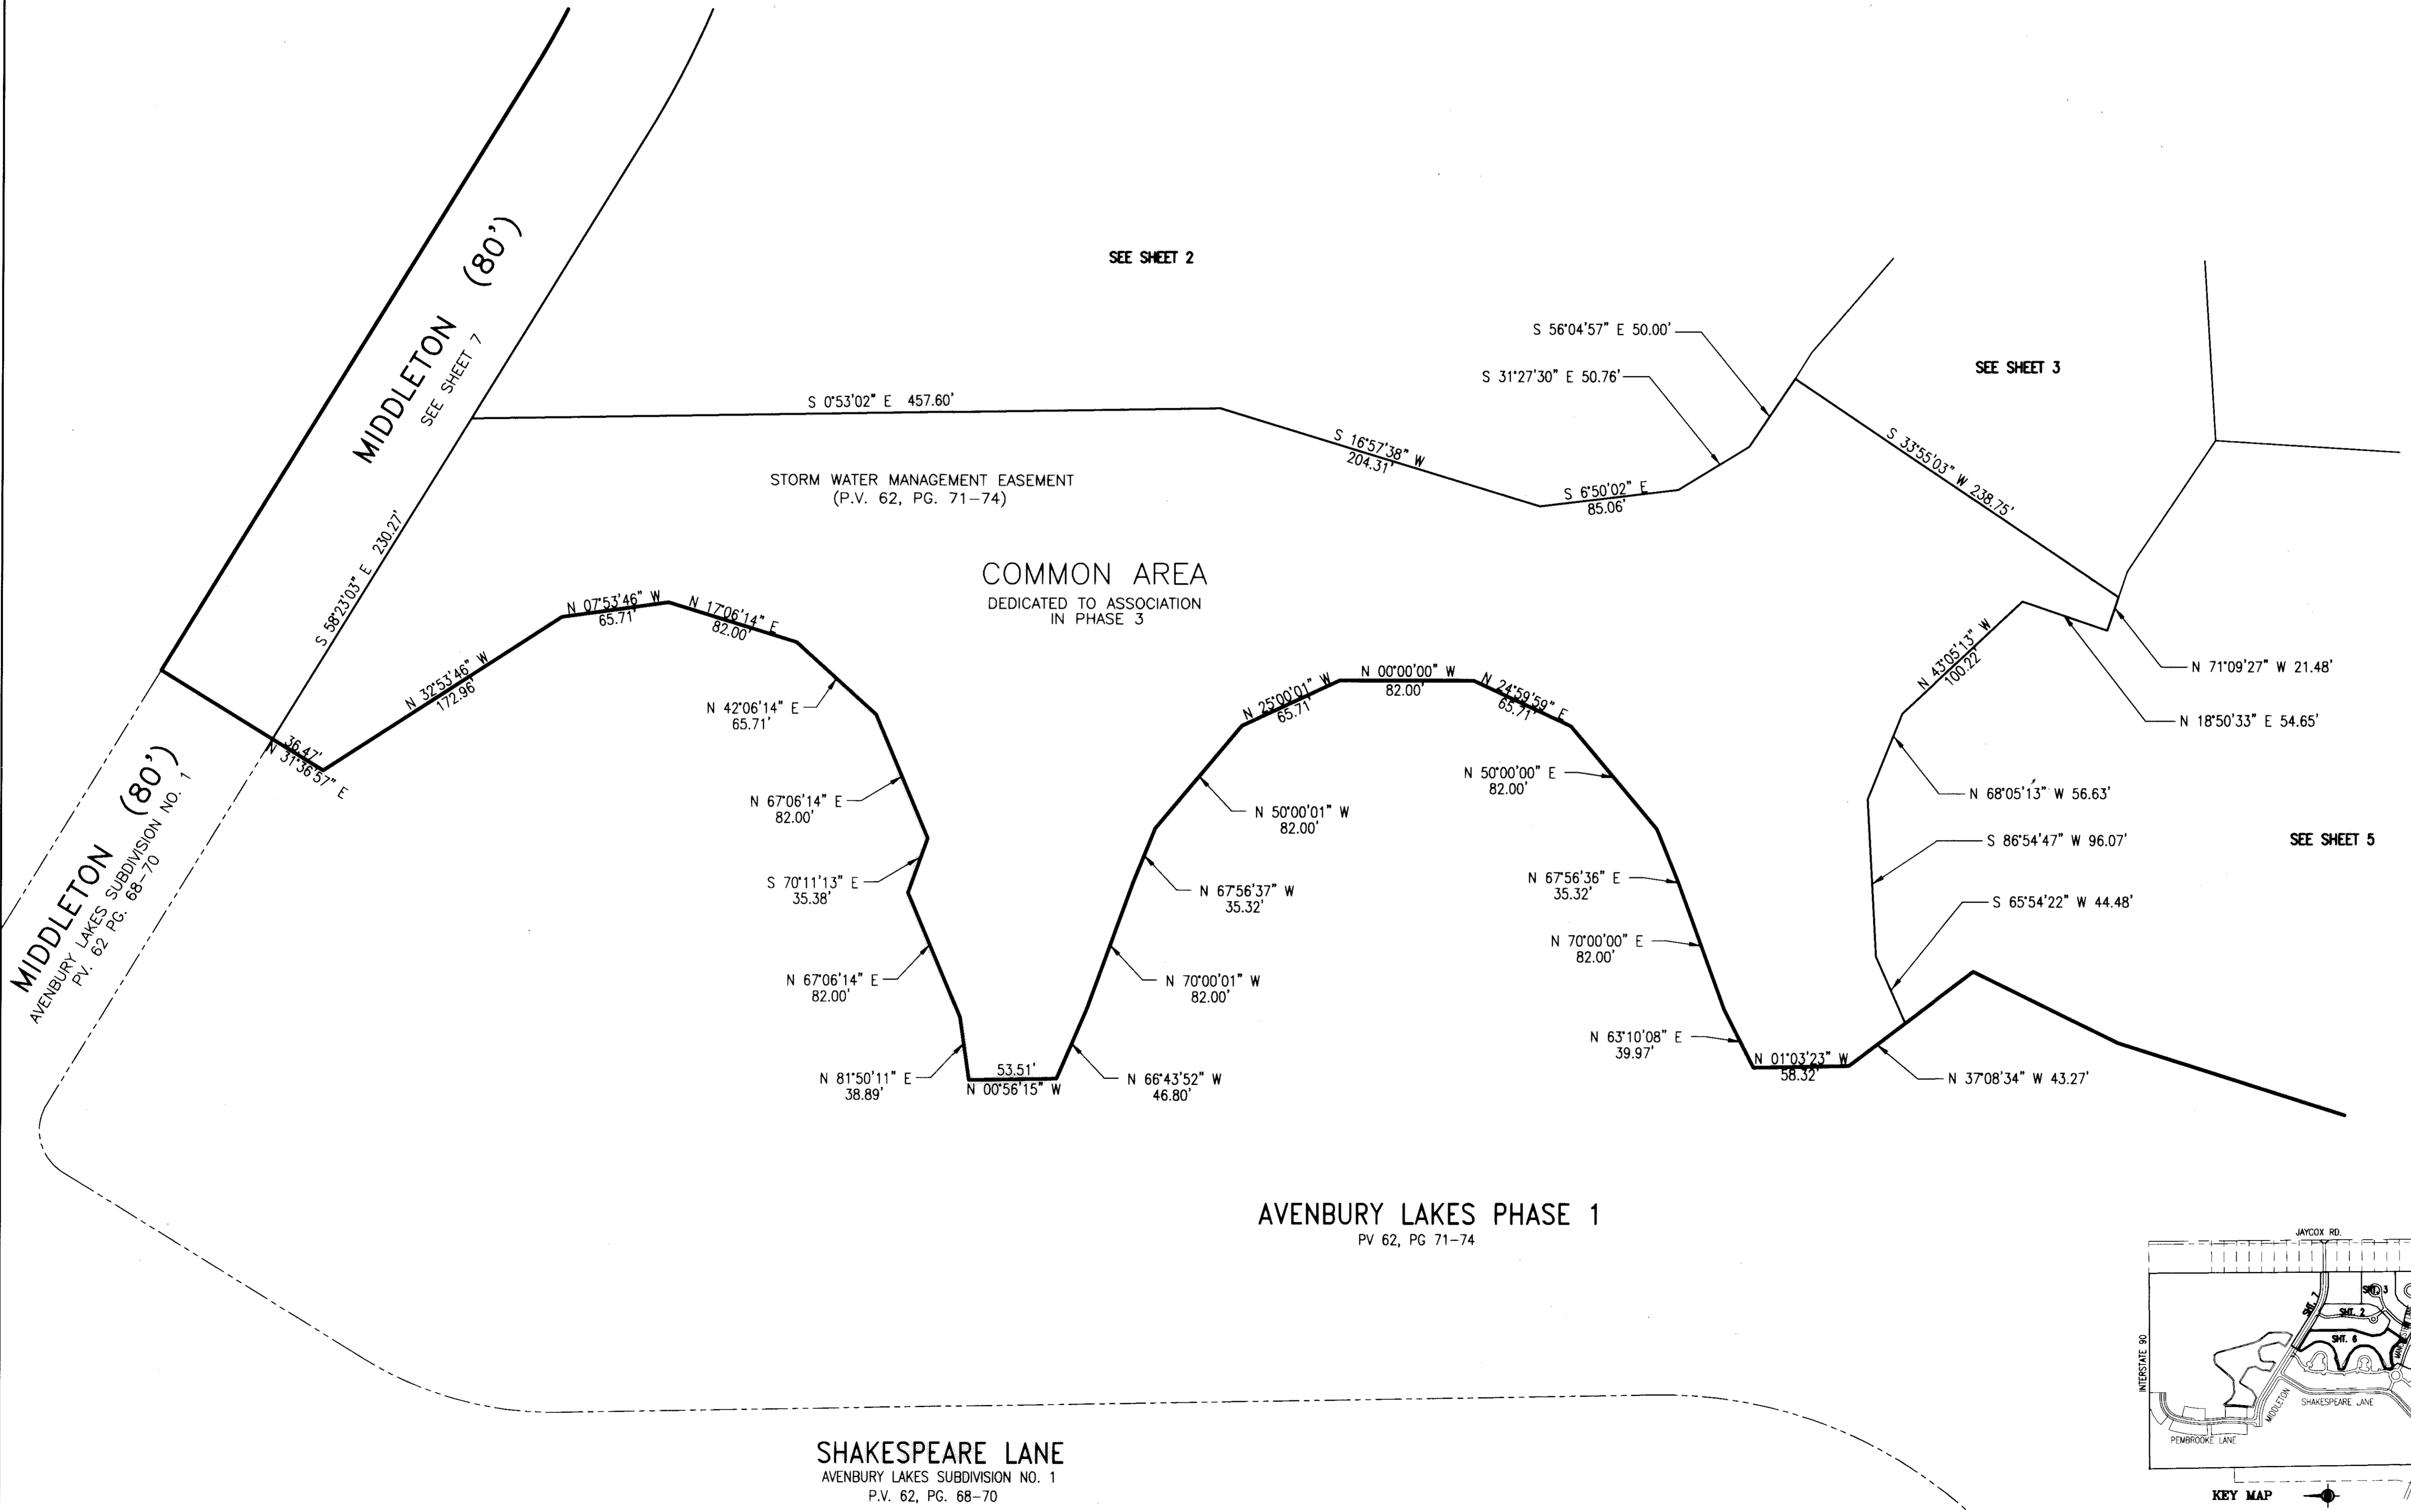 MIDDLETON (80')
SEE SHEET 7
SEE SHEET 2
S 56°04'57" E 50.00'
S 31°27'30" E 50.76'
SEE SHEET 3
S 0°53'02" E 457.60'
S 16°57'38" W
204.31'
S 6°50'02" E
85.06'
S 33°55'03" W 238.75'
STORM WATER MANAGEMENT EASEMENT
(P.V. 62, PG. 71-74)
S 58°23'03" E 230.27'
COMMON AREA
DEDICATED TO ASSOCIATION
IN PHASE 3
N 32°53'46" W
172.96'
N 07°53'46" W
65.71'
N 17°06'14" E
82.00'
N 42°06'14" E
65.71'
36.47'
N 31°36'57" E
N 67°06'14" E
82.00'
S 70°11'13" E
35.38'
N 67°06'14" E
82.00'
N 81°50'11" E
38.89'
53.51'
N 00°56'15" W
N 66°43'52" W
46.80'
N 70°00'01" W
82.00'
N 67°56'37" W
35.32'
N 50°00'01" W
82.00'
N 25°00'01" W
65.71'
N 00°00'00" W
82.00'
N 24°59'59" E
65.71'
N 50°00'00" E
82.00'
N 67°56'36" E
35.32'
N 70°00'00" E
82.00'
N 63°10'08" E
39.97'
N 01°03'23" W
58.32'
N 37°08'34" W 43.27'
S 65°54'22" W 44.48'
S 86°54'47" W 96.07'
N 68°05'13" W 56.63'
N 43°05'13" W
100.22'
N 18°50'33" E 54.65'
N 71°09'27" W 21.48'
SEE SHEET 5
MIDDLETON (80')
AVENBURY LAKES SUBDIVISION NO. 1
PV. 62 PG. 68-70
AVENBURY LAKES PHASE 1
PV 62, PG 71-74
SHAKESPEARE LANE
AVENBURY LAKES SUBDIVISION NO. 1
P.V. 62, PG. 68-70
JAYCOX RD.
SHT. 7
SHT. 3
SHT. 2
SHT. 6
INTERSTATE 90
MIDDLETON
SHAKESPEARE LANE
PEMBROOKE LANE
KEY MAP